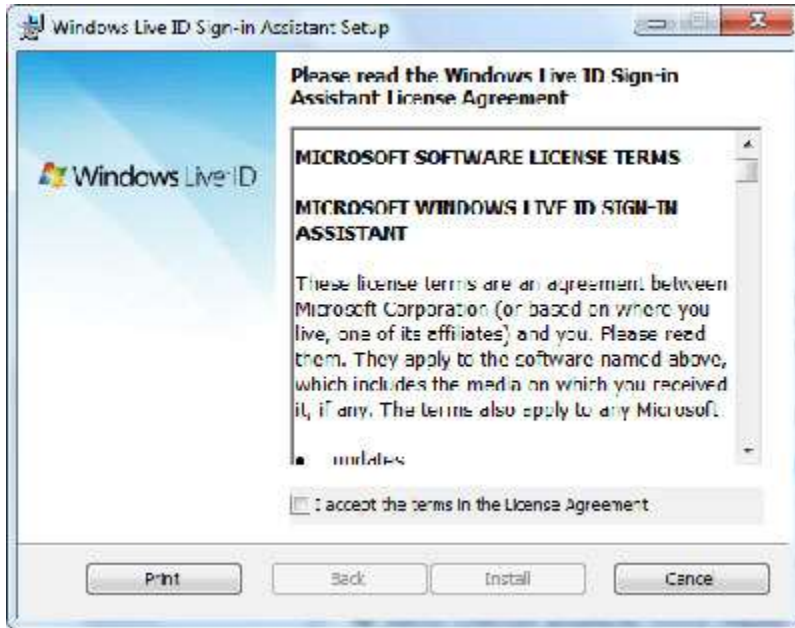 Windows Live ID Sign-in Assistant Setup
Please read the Windows Live ID Sign-in
Assistant License Agreement
Windows Live ID
MICROSOFT SOFTWARE LICENSE TERMS
MICROSOFT WINDOWS LIVE ID SIGN-IN
ASSISTANT
These license terms are an agreement between
Microsoft Corporation (or based on where you
live, one of its affiliates) and you. Please read
them. They apply to the software named above,
which includes the media on which you received
it, if any. The terms also apply to any Microsoft
• updates
I accept the terms in the License Agreement
Print
Back
Install
Cancel